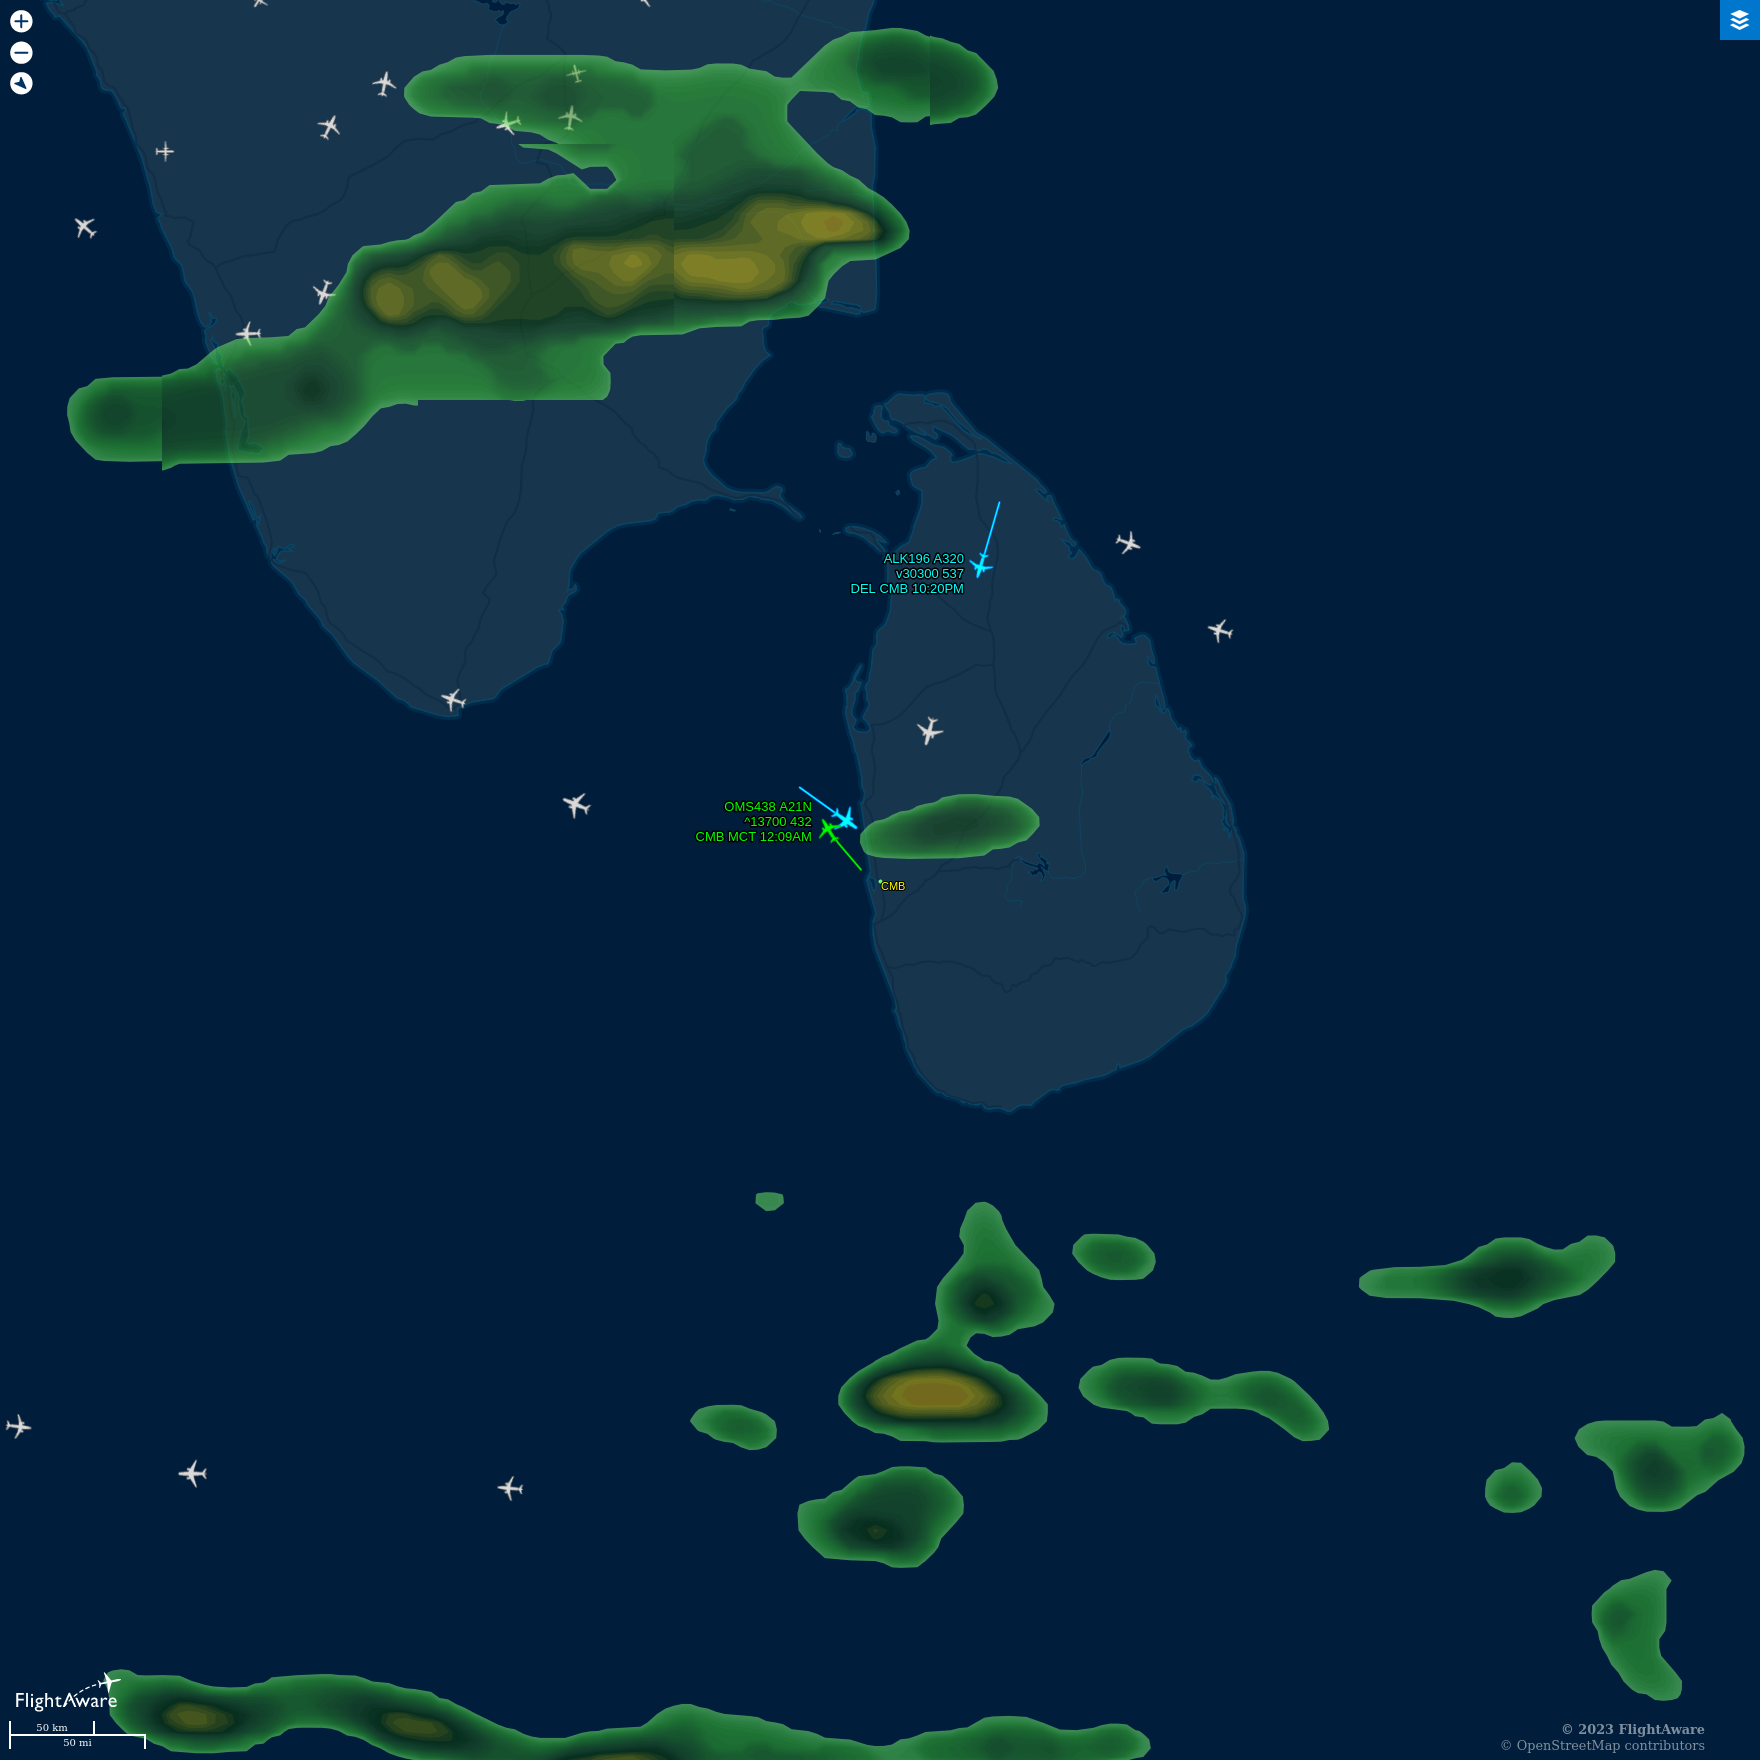 ALK196 A320
v30300 537
DEL CMB 10:20PM
OMS438 A21N
^13700 432
CMB MCT 12:09AM
CMB
FlightAware
50 km
50 mi
© 2023 FlightAware
© OpenStreetMap contributors